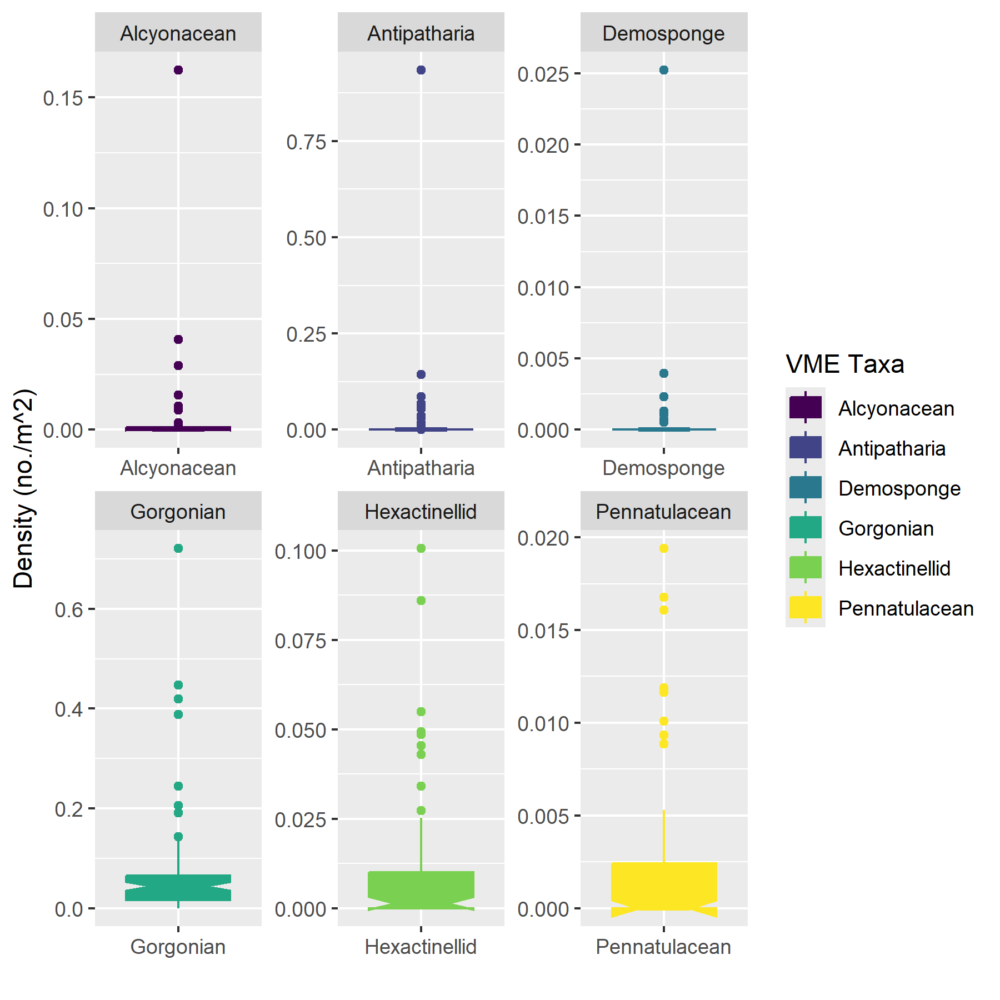 Alcyonacean
Antipatharia
Demosponge
0.15
0.10
0.05
0.00
0.75
0.50
0.25
0.00
0.025
0.020
0.015
0.010
0.005
0.000
Alcyonacean
Antipatharia
Demosponge
Gorgonian
Hexactinellid
Pennatulacean
0.6
0.4
0.2
0.0
0.100
0.075
0.050
0.025
0.000
0.020
0.015
0.010
0.005
0.000
Gorgonian
Hexactinellid
Pennatulacean
Density (no./m^2)
VME Taxa
Alcyonacean
Antipatharia
Demosponge
Gorgonian
Hexactinellid
Pennatulacean